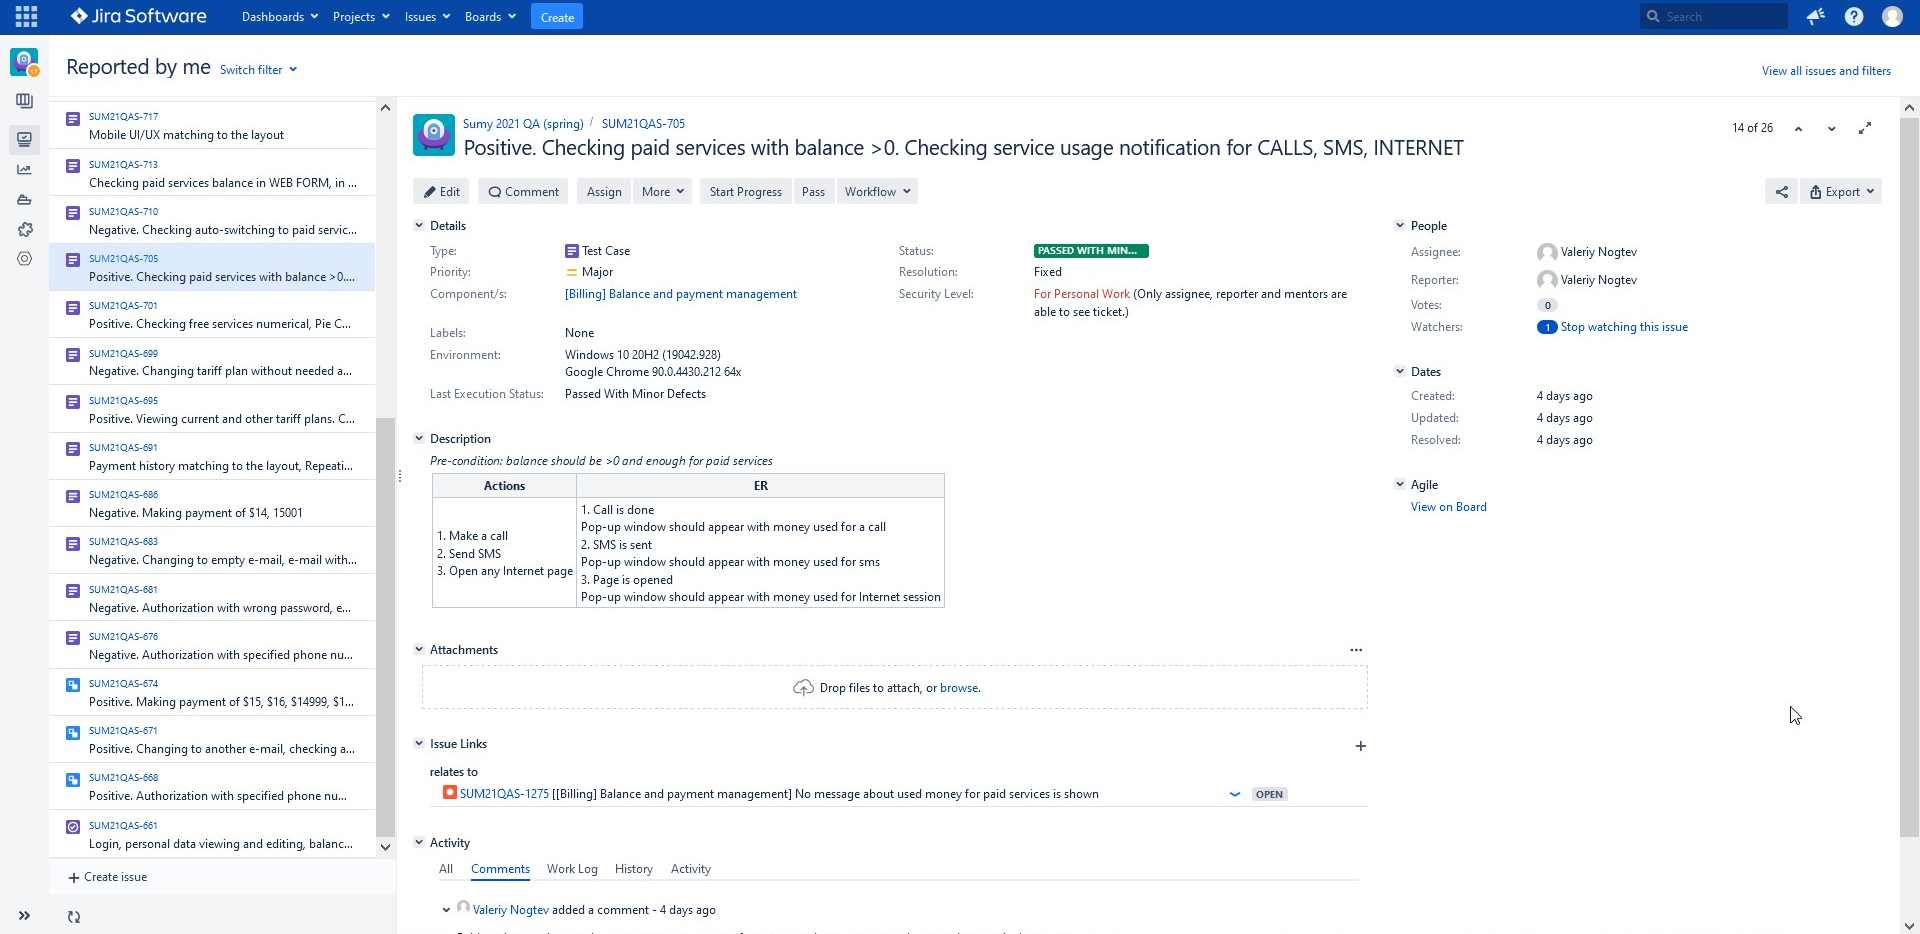 Jira Software
Dashboards
Projects
Issues
Boards
Create
Search
Reported by me
Switch filter
View all issues and filters
SUM21QAS-717
Mobile UI/UX matching to the layout
SUM21QAS-713
Checking paid services balance in WEB FORM, in ...
SUM21QAS-710
Negative. Checking auto-switching to paid servic...
SUM21QAS-705
Positive. Checking paid services with balance >0....
SUM21QAS-701
Positive. Checking free services numerical, Pie C...
SUM21QAS-699
Negative. Changing tariff plan without needed a...
SUM21QAS-695
Positive. Viewing current and other tariff plans. C...
SUM21QAS-691
Payment history matching to the layout, Repeati...
SUM21QAS-686
Negative. Making payment of $14, 15001
SUM21QAS-683
Negative. Changing to empty e-mail, e-mail with...
SUM21QAS-681
Negative. Authorization with wrong password, e...
SUM21QAS-676
Negative. Authorization with specified phone nu...
SUM21QAS-674
Positive. Making payment of $15, $16, $14999, $1...
SUM21QAS-671
Positive. Changing to another e-mail, checking a...
SUM21QAS-668
Positive. Authorization with specified phone nu...
SUM21QAS-661
Login, personal data viewing and editing, balanc...
+ Create issue
Sumy 2021 QA (spring) / SUM21QAS-705
14 of 26
Positive. Checking paid services with balance >0. Checking service usage notification for CALLS, SMS, INTERNET
Edit
Comment
Assign
More
Start Progress
Pass
Workflow
Export
Details
Type: Test Case
Status: PASSED WITH MIN...
Priority: Major
Resolution: Fixed
Component/s: [Billing] Balance and payment management
Security Level: For Personal Work (Only assignee, reporter and mentors are
able to see ticket.)
Labels: None
Environment: Windows 10 20H2 (19042.928)
Google Chrome 90.0.4430.212 64x
Last Execution Status: Passed With Minor Defects
Description
Pre-condition: balance should be >0 and enough for paid services
Actions
ER
1. Make a call
2. Send SMS
3. Open any Internet page
1. Call is done
Pop-up window should appear with money used for a call
2. SMS is sent
Pop-up window should appear with money used for sms
3. Page is opened
Pop-up window should appear with money used for Internet session
Attachments
Drop files to attach, or browse.
Issue Links
relates to
SUM21QAS-1275 [[Billing] Balance and payment management] No message about used money for paid services is shown
OPEN
Activity
All
Comments
Work Log
History
Activity
Valeriy Nogtev added a comment - 4 days ago
People
Assignee: Valeriy Nogtev
Reporter: Valeriy Nogtev
Votes: 0
Watchers: 1 Stop watching this issue
Dates
Created: 4 days ago
Updated: 4 days ago
Resolved: 4 days ago
Agile
View on Board